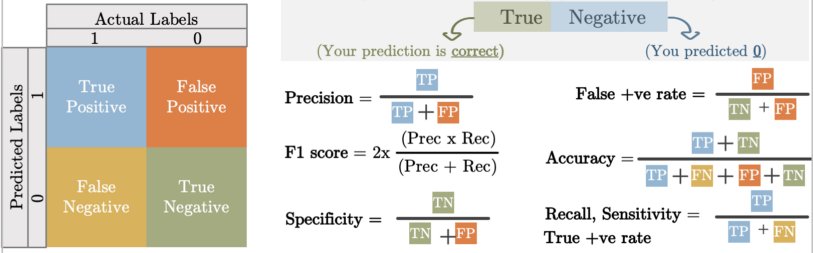 Actual Labels
1 0
Predicted Labels
1
0
True
Positive
False
Positive
False
Negative
True
Negative
True Negative
(Your prediction is correct)
(You predicted 0)
Precision = TP
TP + FP
F1 score = 2x (Prec x Rec)
(Prec + Rec)
Specificity = TN
TN + FP
False +ve rate = FP
TN + FP
Accuracy = TP + TN
TP + FN + FP + TN
Recall, Sensitivity = TP
True +ve rate TP + FN